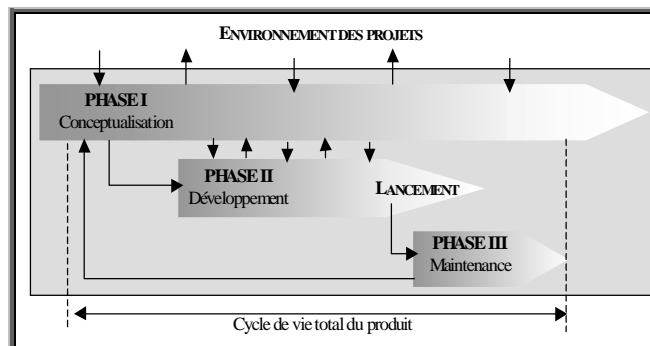 ENVIRONNEMENT DES PROJETS
PHASE I
Conceptualisation
PHASE II
Développement
LANCEMENT
PHASE III
Maintenance
Cycle de vie total du produit